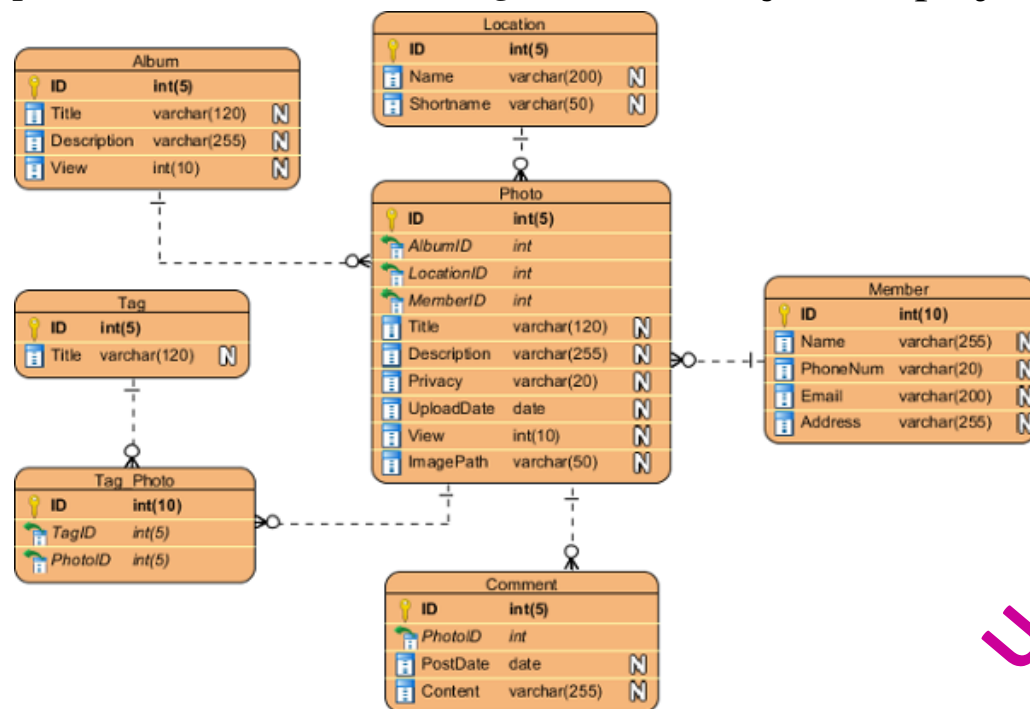 Location
ID int(5)
Name varchar(200) N
Shortname varchar(50) N
Album
ID int(5)
Title varchar(120) N
Description varchar(255) N
View int(10) N
Photo
ID int(5)
AlbumID int
LocationID int
MemberID int
Title varchar(120) N
Description varchar(255) N
Privacy varchar(20) N
UploadDate date N
View int(10) N
ImagePath varchar(50) N
Tag
ID int(5)
Title varchar(120) N
Member
ID int(10)
Name varchar(255) N
PhoneNum varchar(20) N
Email varchar(200) N
Address varchar(255) N
Tag_Photo
ID int(10)
TagID int(5)
PhotoID int(5)
Comment
ID int(5)
PhotoID int
PostDate date N
Content varchar(255) N